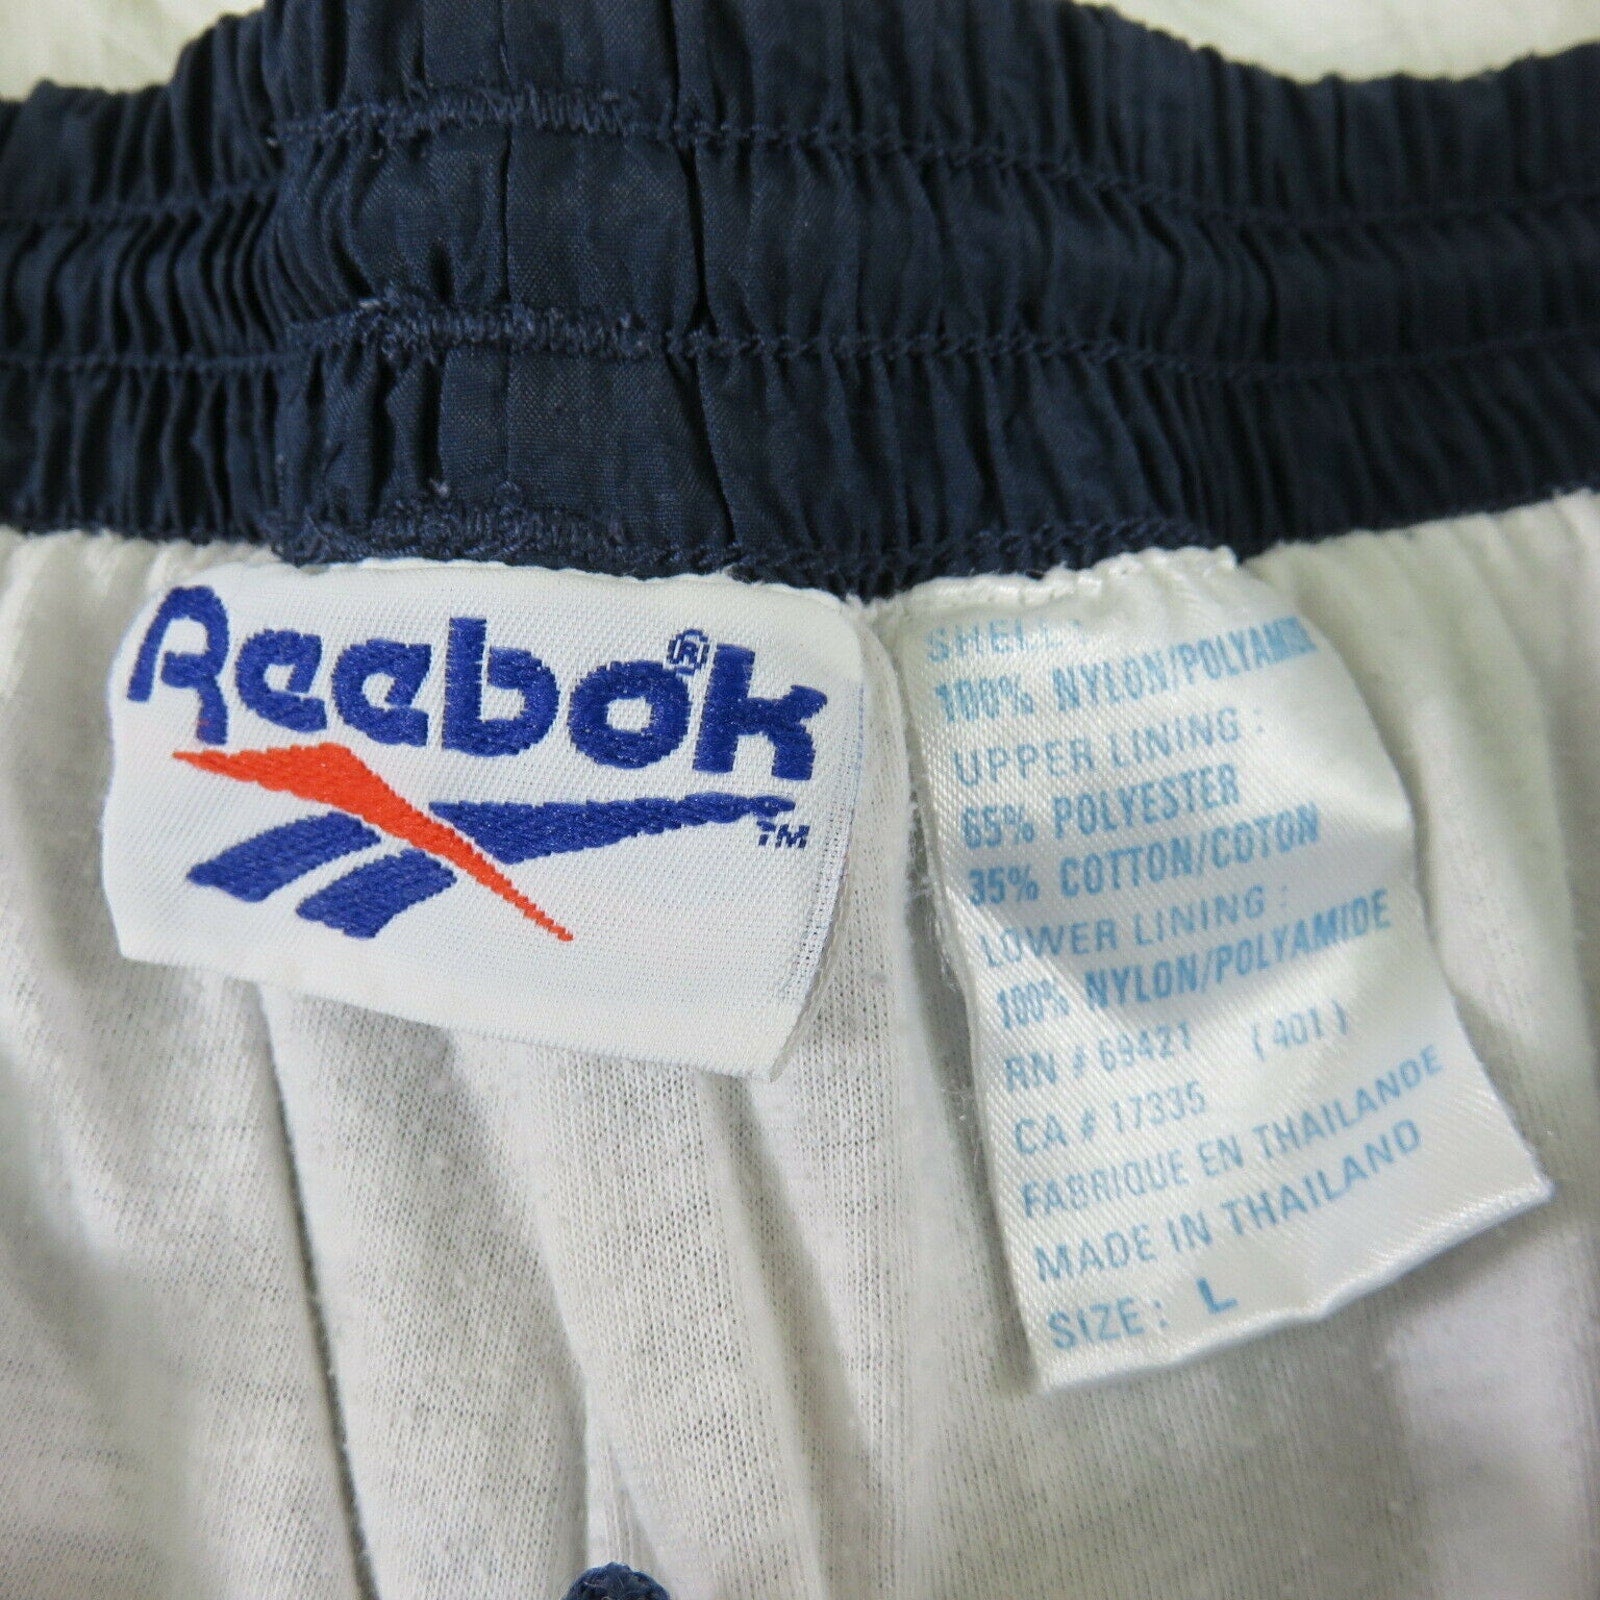 Reebok®
TM
SHELL:
100% NYLON/POLYAMIDE
UPPER LINING :
65% POLYESTER
35% COTTON/COTON
LOWER LINING :
100% NYLON/POLYAMIDE
RN # 69421 (401)
CA # 17335
FABRIQUE EN THAILANDE
MADE IN THAILAND
SIZE: L